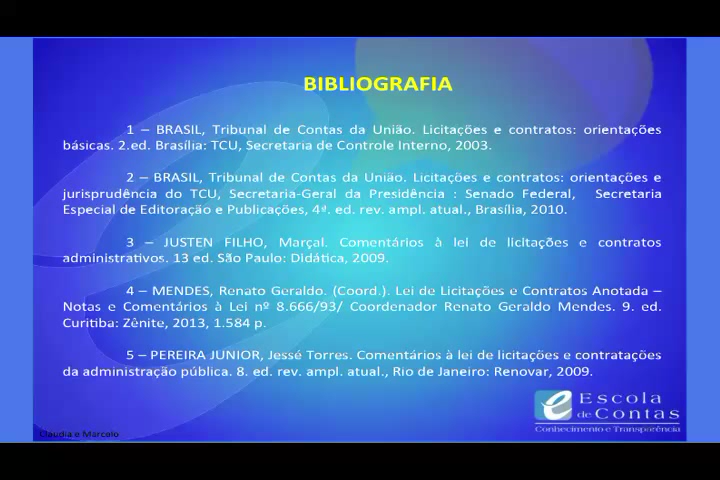 BIBLIOGRAFIA
1 – BRASIL, Tribunal de Contas da União. Licitações e contratos: orientações
básicas. 2.ed. Brasília: TCU, Secretaria de Controle Interno, 2003.
2 – BRASIL, Tribunal de Contas da União. Licitações e contratos: orientações e
jurisprudência do TCU, Secretaria-Geral da Presidência : Senado Federal, Secretaria
Especial de Editoração e Publicações, 4ª. ed. rev. ampl. atual., Brasília, 2010.
3 – JUSTEN FILHO, Marçal. Comentários à lei de licitações e contratos
administrativos. 13 ed. São Paulo: Didática, 2009.
4 – MENDES, Renato Geraldo. (Coord.). Lei de Licitações e Contratos Anotada –
Notas e Comentários à Lei nº 8.666/93/ Coordenador Renato Geraldo Mendes. 9. ed.
Curitiba: Zênite, 2013, 1.584 p.
5 – PEREIRA JUNIOR, Jessé Torres. Comentários à lei de licitações e contratações
da administração pública. 8. ed. rev. ampl. atual., Rio de Janeiro: Renovar, 2009.
Escola
de Contas
Conhecimento e Transparência
Claudia e Marcelo